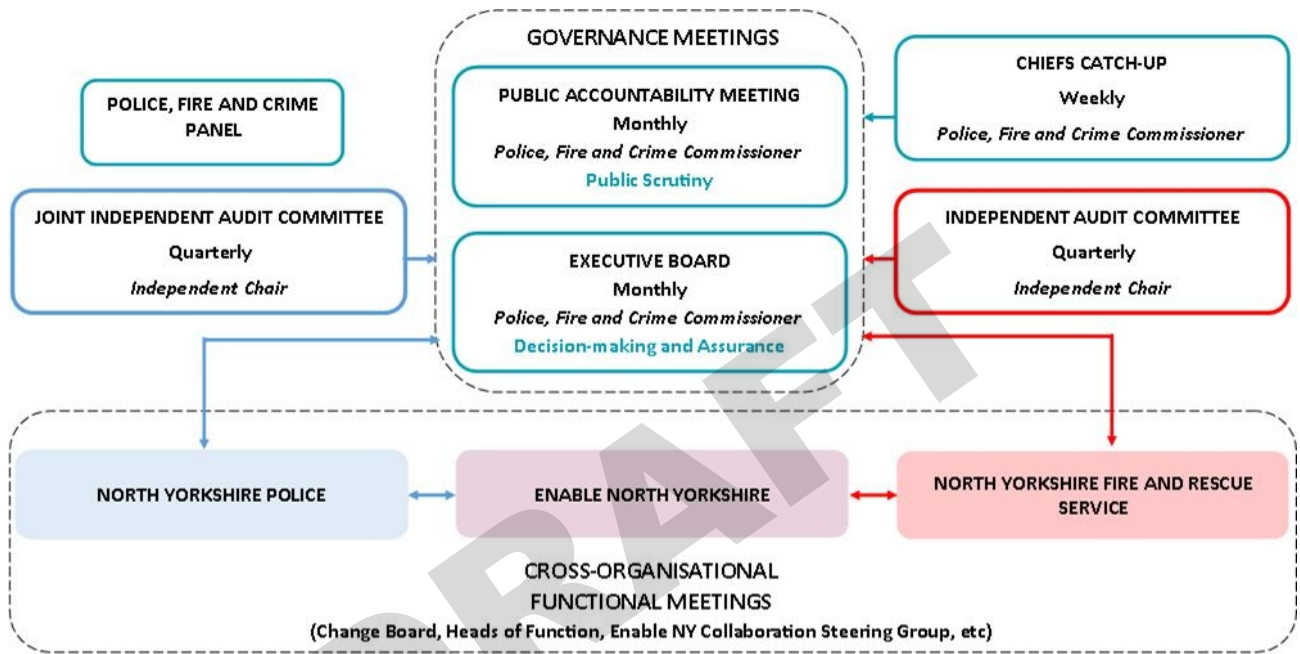 GOVERNANCE MEETINGS
POLICE, FIRE AND CRIME
PANEL
PUBLIC ACCOUNTABILITY MEETING
Monthly
Police, Fire and Crime Commissioner
Public Scrutiny
CHIEFS CATCH-UP
Weekly
Police, Fire and Crime Commissioner
JOINT INDEPENDENT AUDIT COMMITTEE
Quarterly
Independent Chair
EXECUTIVE BOARD
Monthly
Police, Fire and Crime Commissioner
Decision-making and Assurance
INDEPENDENT AUDIT COMMITTEE
Quarterly
Independent Chair
NORTH YORKSHIRE POLICE
ENABLE NORTH YORKSHIRE
NORTH YORKSHIRE FIRE AND RESCUE
SERVICE
CROSS-ORGANISATIONAL
FUNCTIONAL MEETINGS
(Change Board, Heads of Function, Enable NY Collaboration Steering Group, etc)
DRAFT